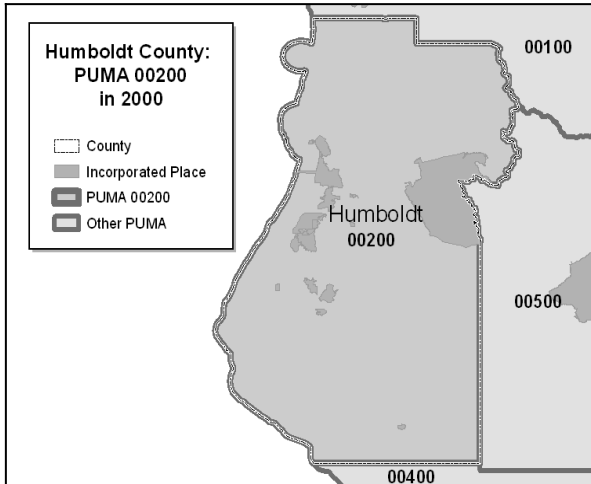 Humboldt County:
PUMA 00200
in 2000
County
Incorporated Place
PUMA 00200
Other PUMA
00100
Humboldt
00200
00500
00400